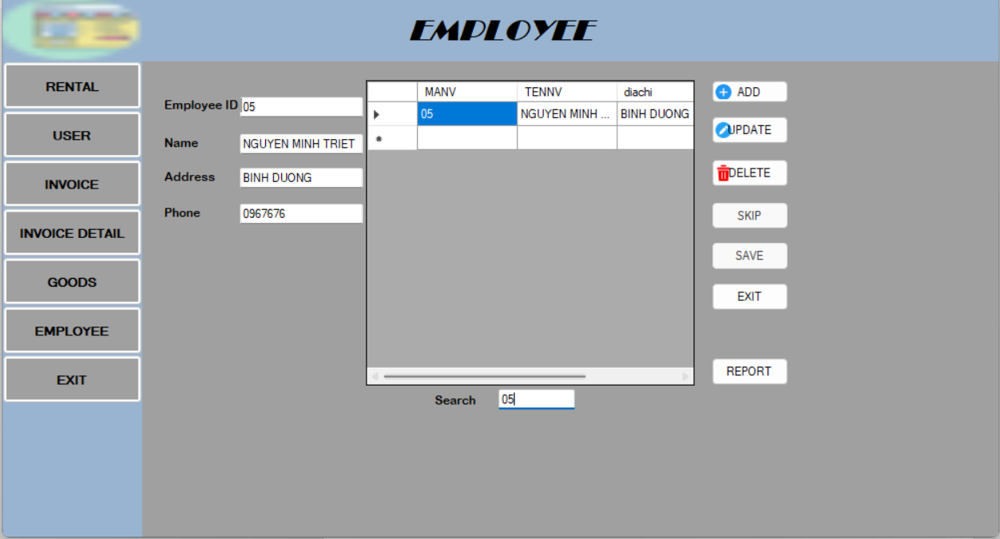 EMPLOYEE
RENTAL
USER
INVOICE
INVOICE DETAIL
GOODS
EMPLOYEE
EXIT
Employee ID 05
Name NGUYEN MINH TRIET
Address BINH DUONG
Phone 0967676
MANV TENNV diachi
05 NGUYEN MINH ... BINH DUONG
ADD
UPDATE
DELETE
SKIP
SAVE
EXIT
REPORT
Search 05